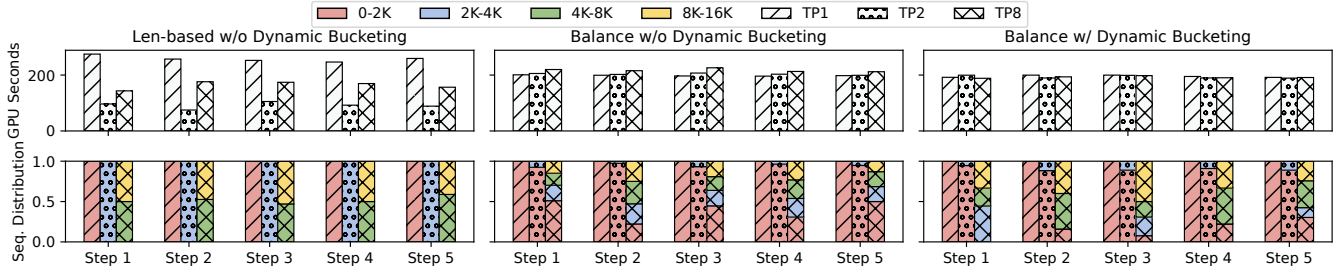 0-2K 2K-4K 4K-8K 8K-16K TP1 TP2 TP8
Len-based w/o Dynamic Bucketing Balance w/o Dynamic Bucketing Balance w/ Dynamic Bucketing
GPU Seconds
200
0
Seq. Distribution
1.0
0.5
0.0
Step 1 Step 2 Step 3 Step 4 Step 5 Step 1 Step 2 Step 3 Step 4 Step 5 Step 1 Step 2 Step 3 Step 4 Step 5